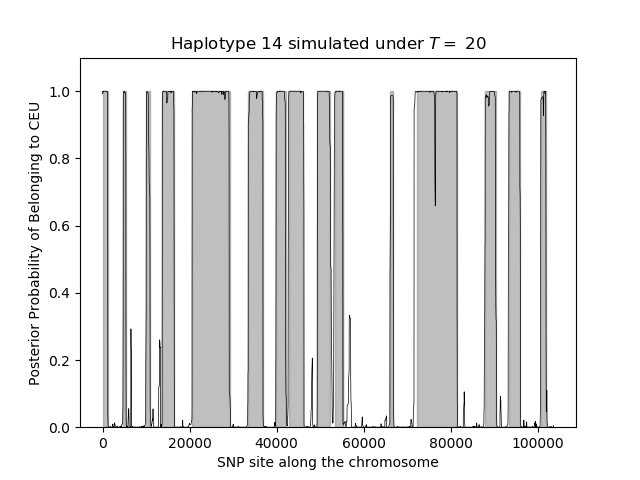 Haplotype 14 simulated under T = 20
Posterior Probability of Belonging to CEU
1.0
0.8
0.6
0.4
0.2
0.0
0 20000 40000 60000 80000 100000
SNP site along the chromosome